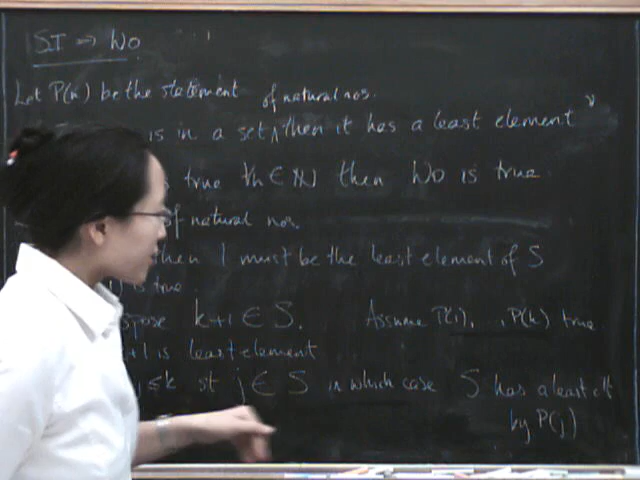 SI => WO
Let P(n) be the statement of natural nos.
is in a set ∧ then it has a least element
true ∀n ∈ ℕ then WO is true.
of natural nos.
then 1 must be the least element of S
is true
k+1 ∈ S. Assume P(1), ..., P(k) true
+1 is least element
≤k st j ∈ S in which case S has a least elt
by P(j)